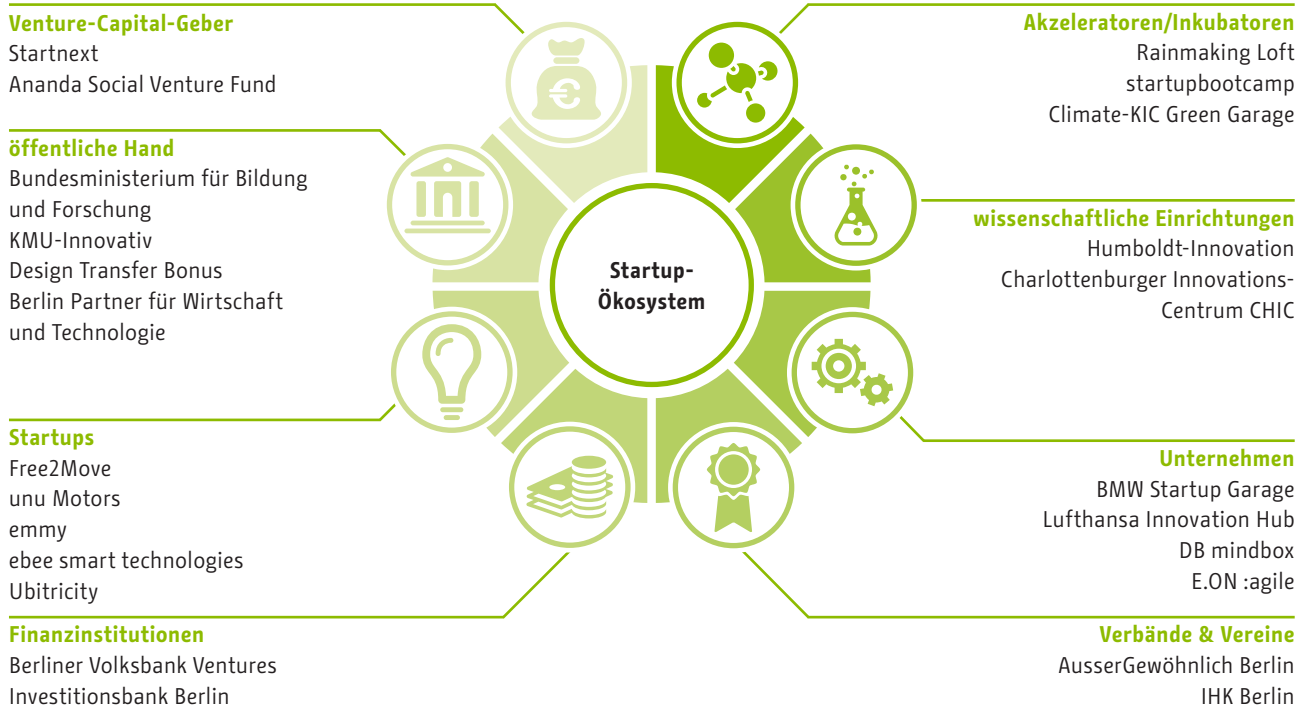 Venture-Capital-Geber
Startnext
Ananda Social Venture Fund
öffentliche Hand
Bundesministerium für Bildung
und Forschung
KMU-Innovativ
Design Transfer Bonus
Berlin Partner für Wirtschaft
und Technologie
Startups
Free2Move
unu Motors
emmy
ebee smart technologies
Ubitricity
Finanzinstitutionen
Berliner Volksbank Ventures
Investitionsbank Berlin
€
Startup-
Ökosystem
Akzeleratoren/Inkubatoren
Rainmaking Loft
startupbootcamp
Climate-KIC Green Garage
wissenschaftliche Einrichtungen
Humboldt-Innovation
Charlottenburger Innovations-
Centrum CHIC
Unternehmen
BMW Startup Garage
Lufthansa Innovation Hub
DB mindbox
E.ON :agile
Verbände & Vereine
AusserGewöhnlich Berlin
IHK Berlin